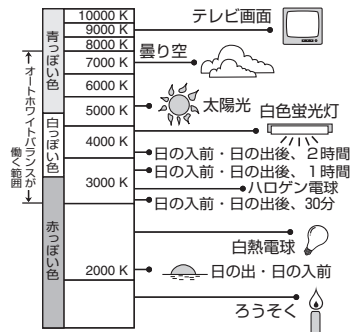 10000 K
9000 K
8000 K
7000 K
6000 K
5000 K
4000 K
3000 K
2000 K
青っぽい色
白っぽい色
赤っぽい色
オートホワイトバランスが
働く範囲
テレビ画面
曇り空
太陽光
白色蛍光灯
日の入前・日の出後、2時間
日の入前・日の出後、1時間
ハロゲン電球
日の入前・日の出後、30分
白熱電球
日の出・日の入前
ろうそく